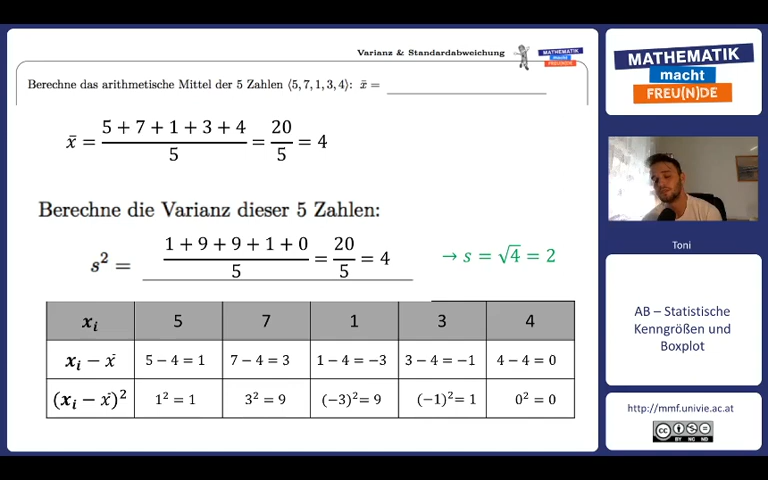 Varianz & Standardabweichung
MATHEMATIK
macht
FREU(N)DE
Berechne das arithmetische Mittel der 5 Zahlen ⟨5, 7, 1, 3, 4⟩: x̄ = ____
x̄ = (5 + 7 + 1 + 3 + 4)/5 = 20/5 = 4
Berechne die Varianz dieser 5 Zahlen:
s² = (1 + 9 + 9 + 1 + 0)/5 = 20/5 = 4 → s = √4 = 2
xᵢ 5 7 1 3 4
xᵢ − x̄ 5 − 4 = 1 7 − 4 = 3 1 − 4 = −3 3 − 4 = −1 4 − 4 = 0
(xᵢ − x̄)² 1² = 1 3² = 9 (−3)² = 9 (−1)² = 1 0² = 0
MATHEMATIK
macht
FREU(N)DE
Toni
AB – Statistische
Kenngrößen und
Boxplot
http://mmf.univie.ac.at
cc
BY NC ND